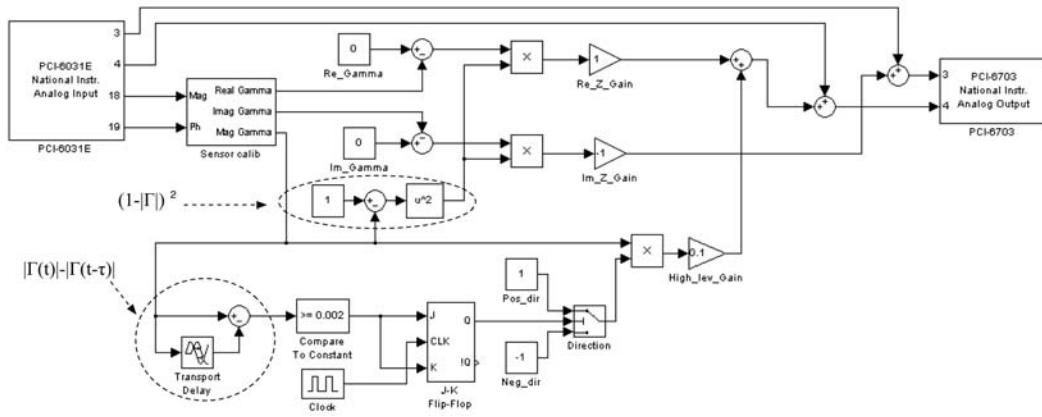 3
PCI-6031E
National Instr.
Analog Input
4
18
19
PCI-6031E
Mag
Ph
Real Gamma
Imag Gamma
Mag Gamma
Sensor calib
0
Re_Gamma
+
−
×
1
Re_Z_Gain
+
+
+
+
+
+
3
4
PCI-6703
National Instr.
Analog Output
PCI-6703
0
Im_Gamma
−
+
×
-1
Im_Z_Gain
(1-|Γ|) ²
1
+
−
u^2
|Γ(t)|-|Γ(t-τ)|
×
0.1
High_lev_Gain
+
−
Transport
Delay
>= 0.002
Compare
To Constant
Clock
J
CLK
K
Q
!Q
J-K
Flip-Flop
1
Pos_dir
-1
Neg_dir
Direction